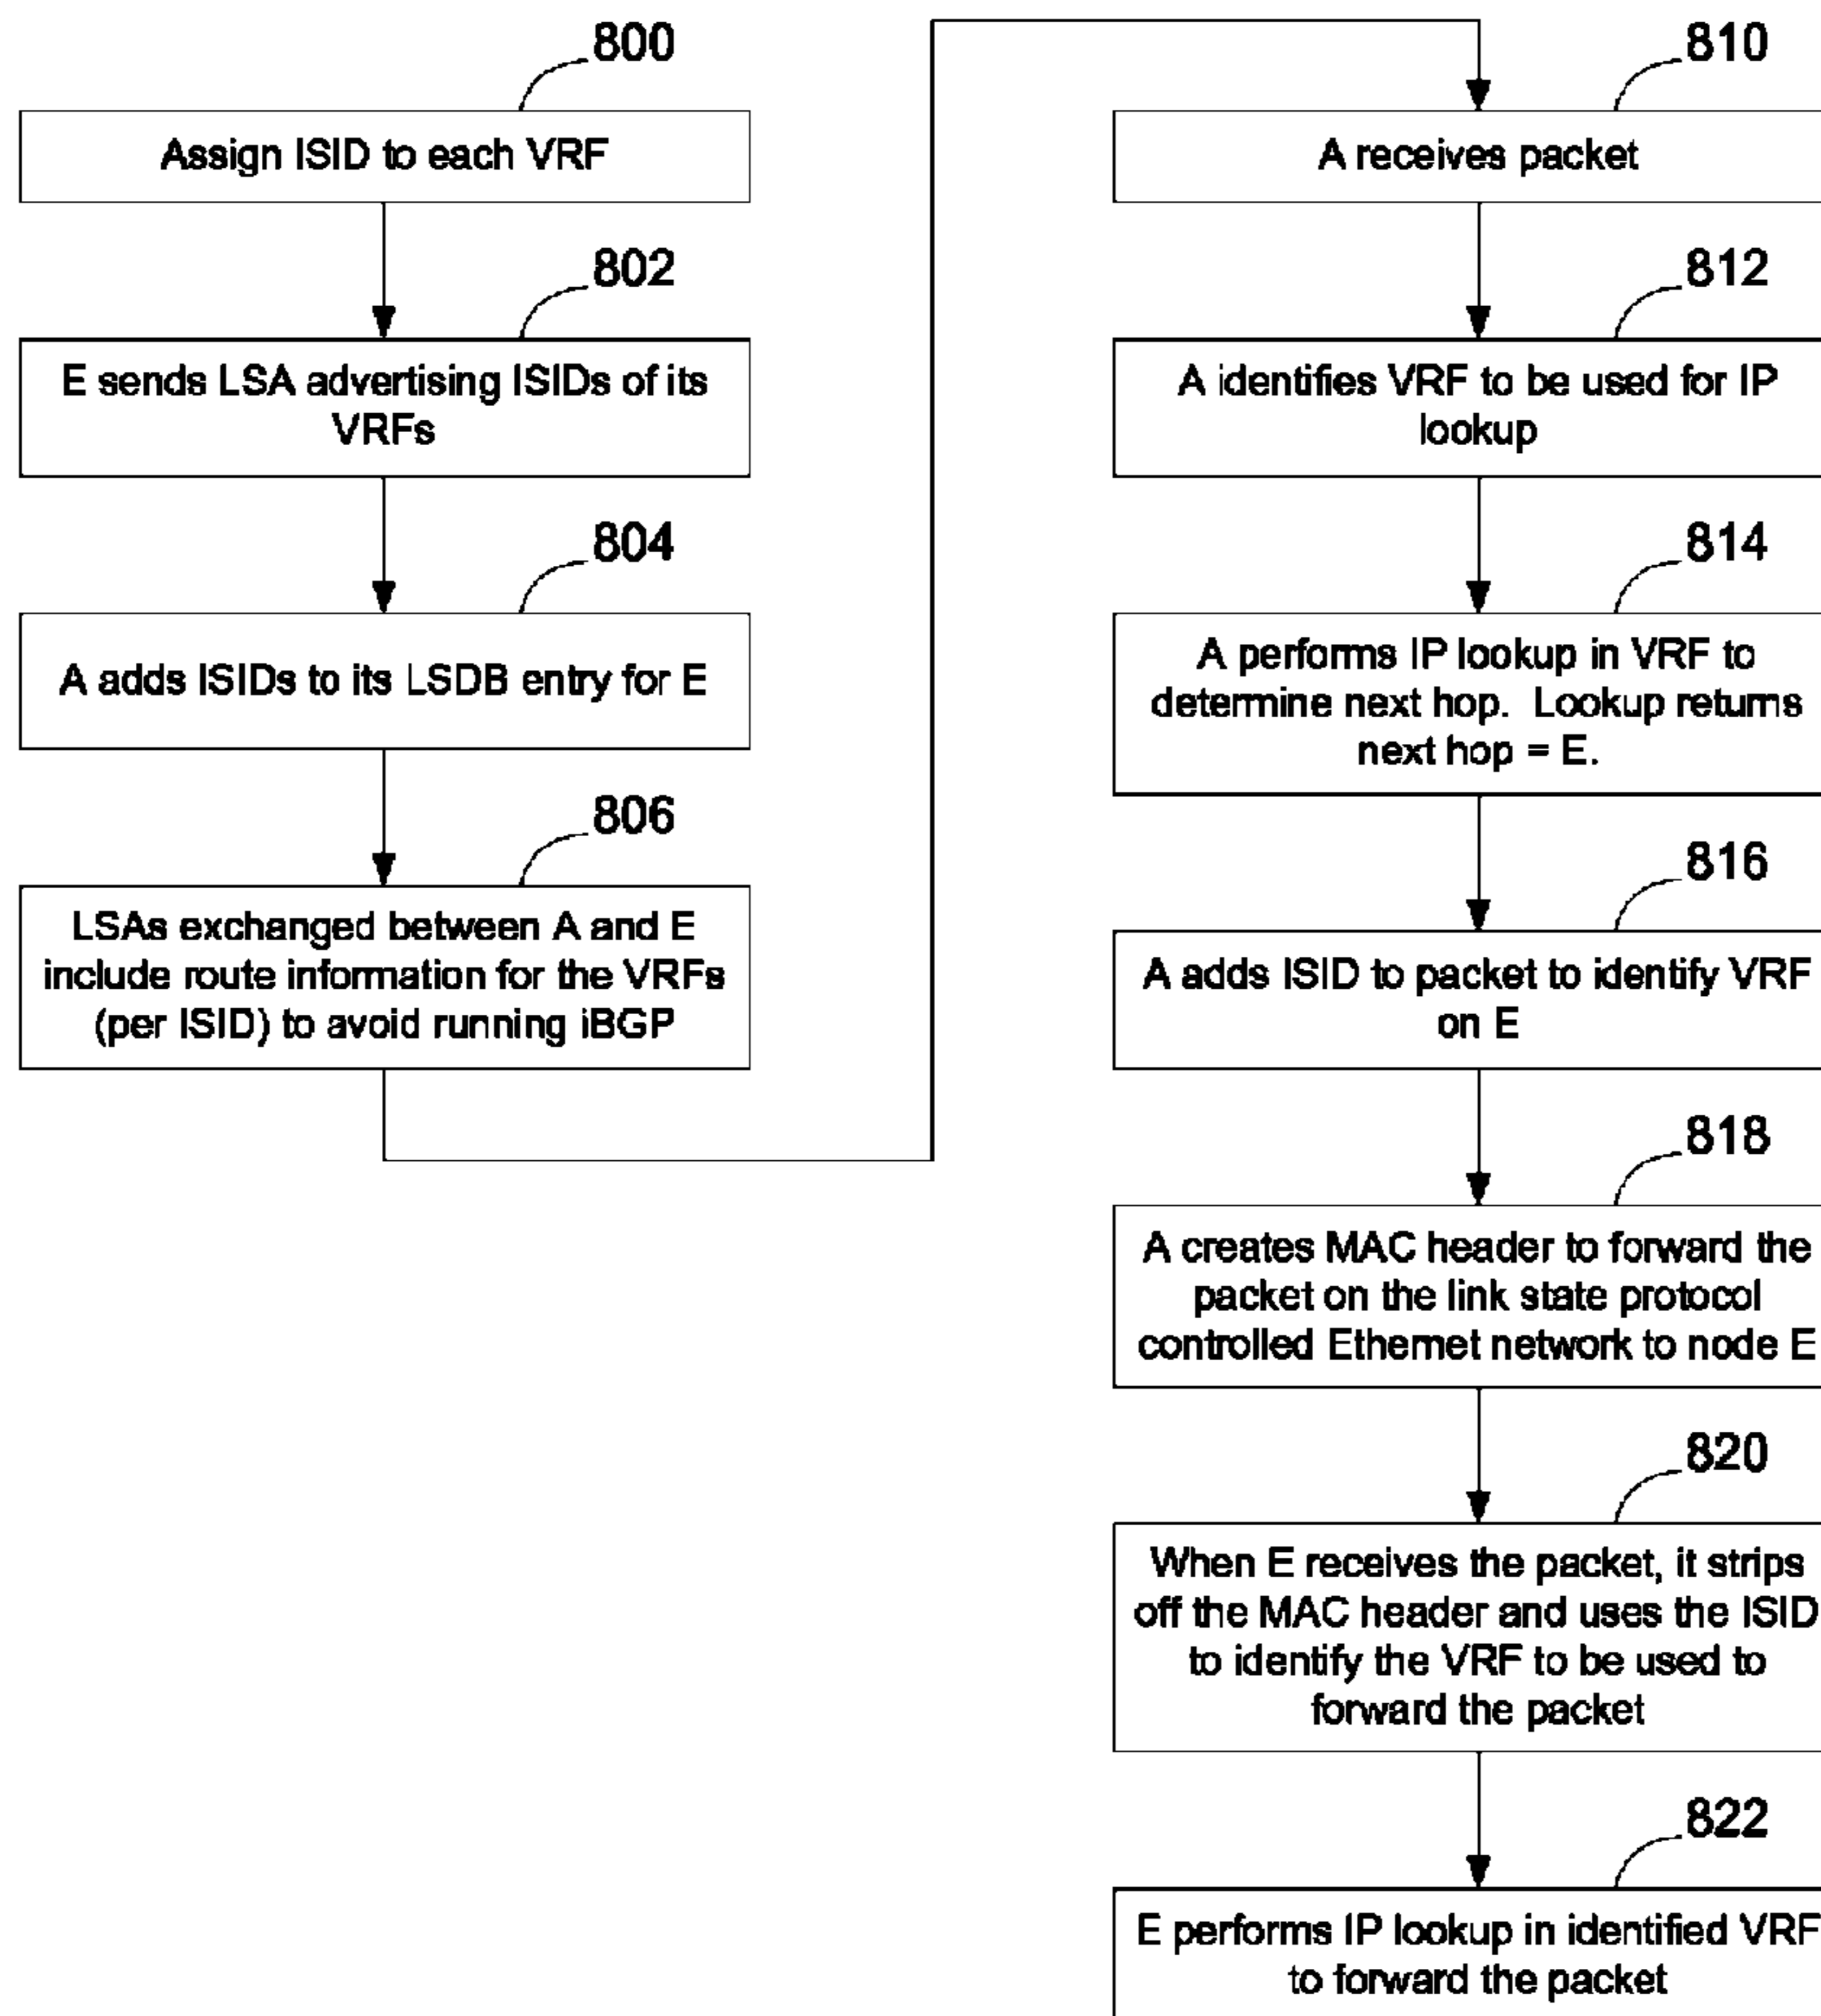 800
Assign ISID to each VRF
802
E sends LSA advertising ISIDs of its
VRFs
804
A adds ISIDs to its LSDB entry for E
806
LSAs exchanged between A and E
include route information for the VRFs
(per ISID) to avoid running iBGP
810
A receives packet
812
A identifies VRF to be used for IP
lookup
814
A performs IP lookup in VRF to
determine next hop. Lookup returns
next hop = E.
816
A adds ISID to packet to identify VRF
on E
818
A creates MAC header to forward the
packet on the link state protocol
controlled Ethernet network to node E
820
When E receives the packet, it strips
off the MAC header and uses the ISID
to identify the VRF to be used to
forward the packet
822
E performs IP lookup in identified VRF
to forward the packet